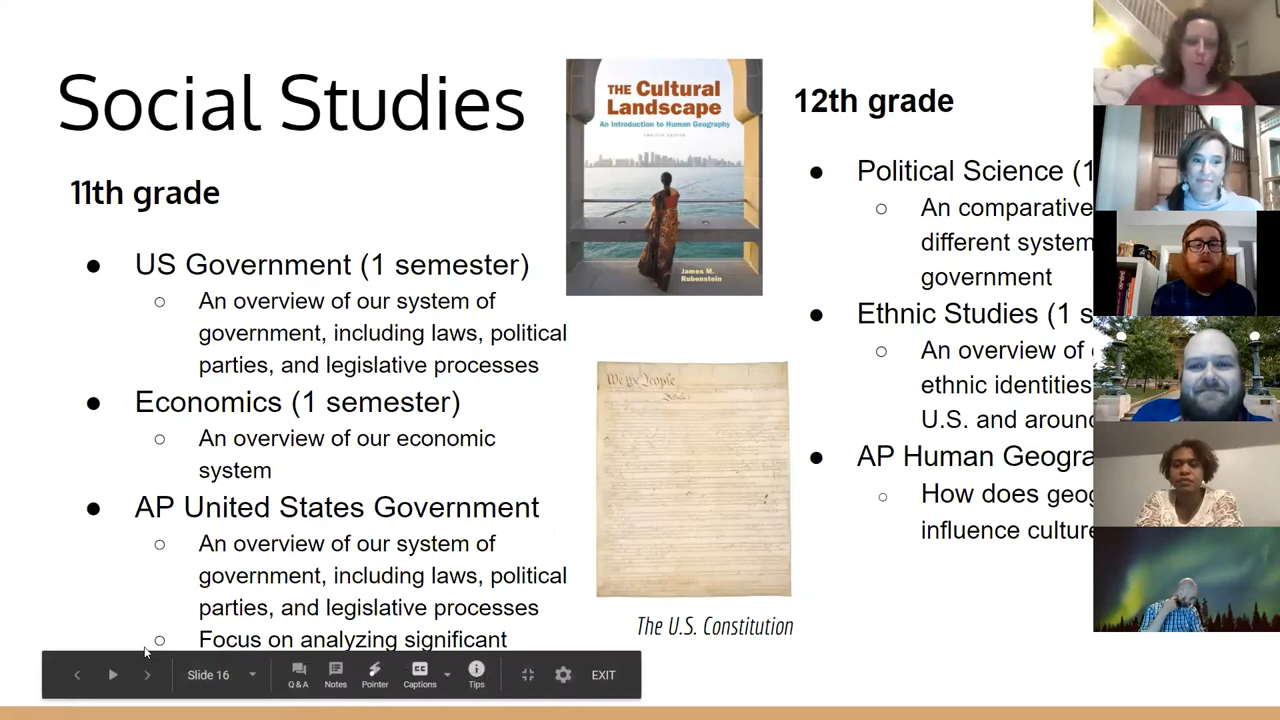 Social Studies
11th grade
● US Government (1 semester)
○ An overview of our system of
government, including laws, political
parties, and legislative processes
● Economics (1 semester)
○ An overview of our economic
system
● AP United States Government
○ An overview of our system of
government, including laws, political
parties, and legislative processes
○ Focus on analyzing significant
THE Cultural
Landscape
An Introduction to Human Geography
TWELFTH EDITION
James M.
Rubenstein
We the People
Article I
The U.S. Constitution
12th grade
● Political Science (1
○ An comparative
different system
government
● Ethnic Studies (1 s
○ An overview of
ethnic identities
U.S. and aroun
● AP Human Geogra
○ How does geog
influence culture
Slide 16
Q & A
Notes
Pointer
Captions
Tips
EXIT